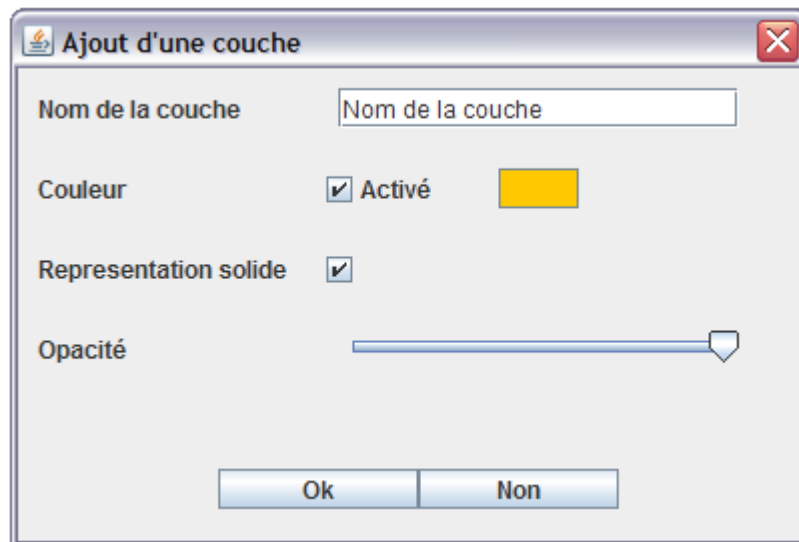 Ajout d'une couche
Nom de la couche Nom de la couche
Couleur Activé
Representation solide
Opacité
Ok Non